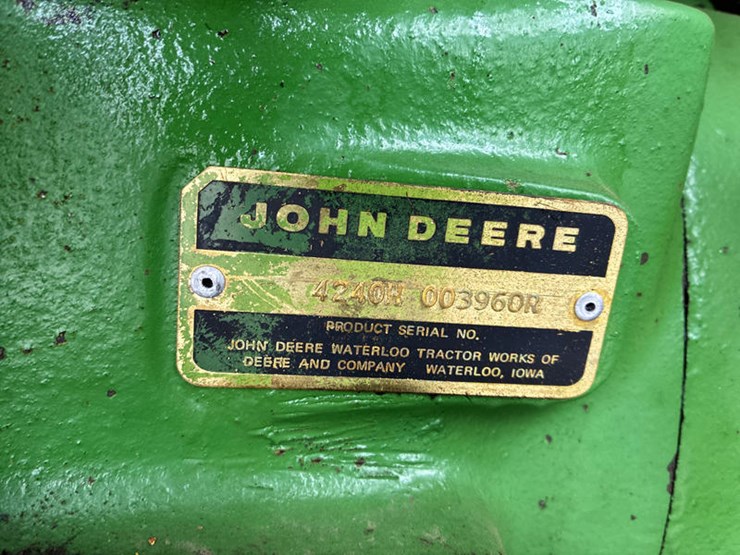 JOHN DEERE
4240H 003960R
PRODUCT SERIAL NO.
JOHN DEERE WATERLOO TRACTOR WORKS OF
DEERE AND COMPANY WATERLOO, IOWA